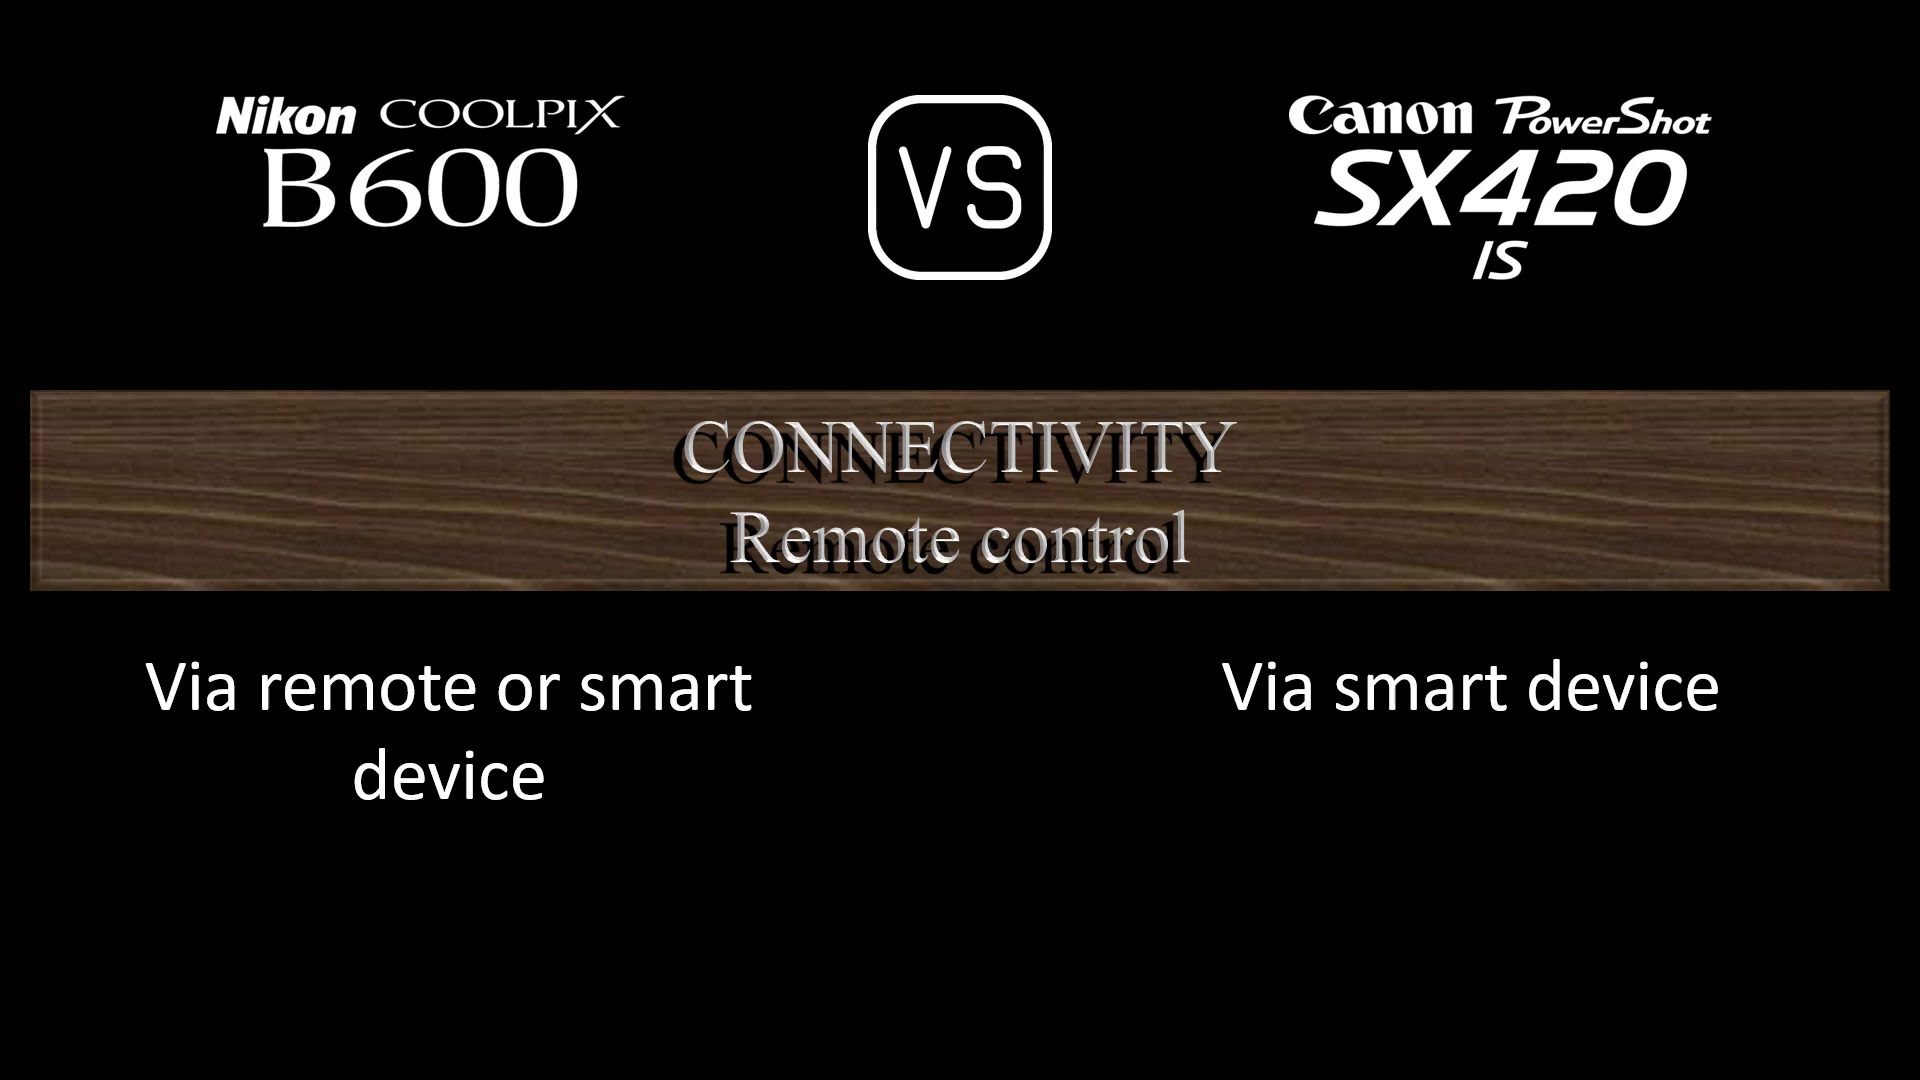 Nikon COOLPIX
B600
VS
Canon PowerShot
SX420
IS
CONNECTIVITY
Remote control
Via remote or smart
device
Via smart device